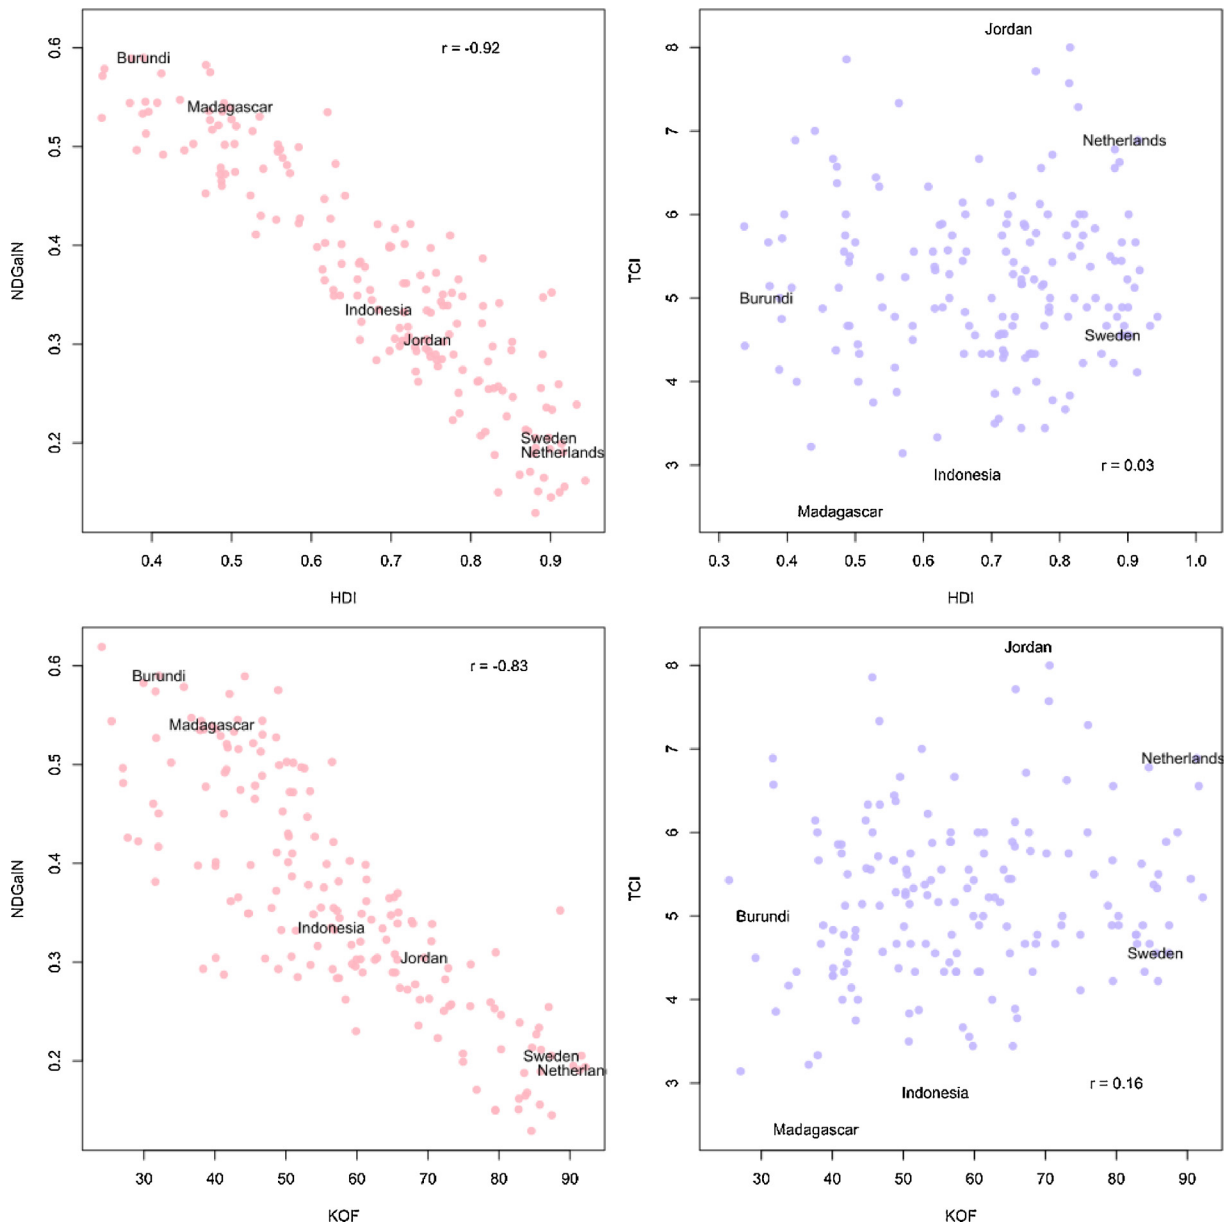 Burundi
r = -0.92
Madagascar
Indonesia
Jordan
Sweden
Netherlands
NDGaIN
0.6
0.5
0.4
0.3
0.2
0.4 0.5 0.6 0.7 0.8 0.9
HDI
Jordan
Netherlands
Burundi
Sweden
r = 0.03
Indonesia
Madagascar
TCI
8
7
6
5
4
3
0.3 0.4 0.5 0.6 0.7 0.8 0.9 1.0
HDI
Burundi
r = -0.83
Madagascar
Indonesia
Jordan
Sweden
Netherlan
NDGaIN
0.6
0.5
0.4
0.3
0.2
30 40 50 60 70 80 90
KOF
Jordan
Netherlands
Burundi
Sweden
r = 0.16
Indonesia
Madagascar
TCI
8
7
6
5
4
3
30 40 50 60 70 80 90
KOF